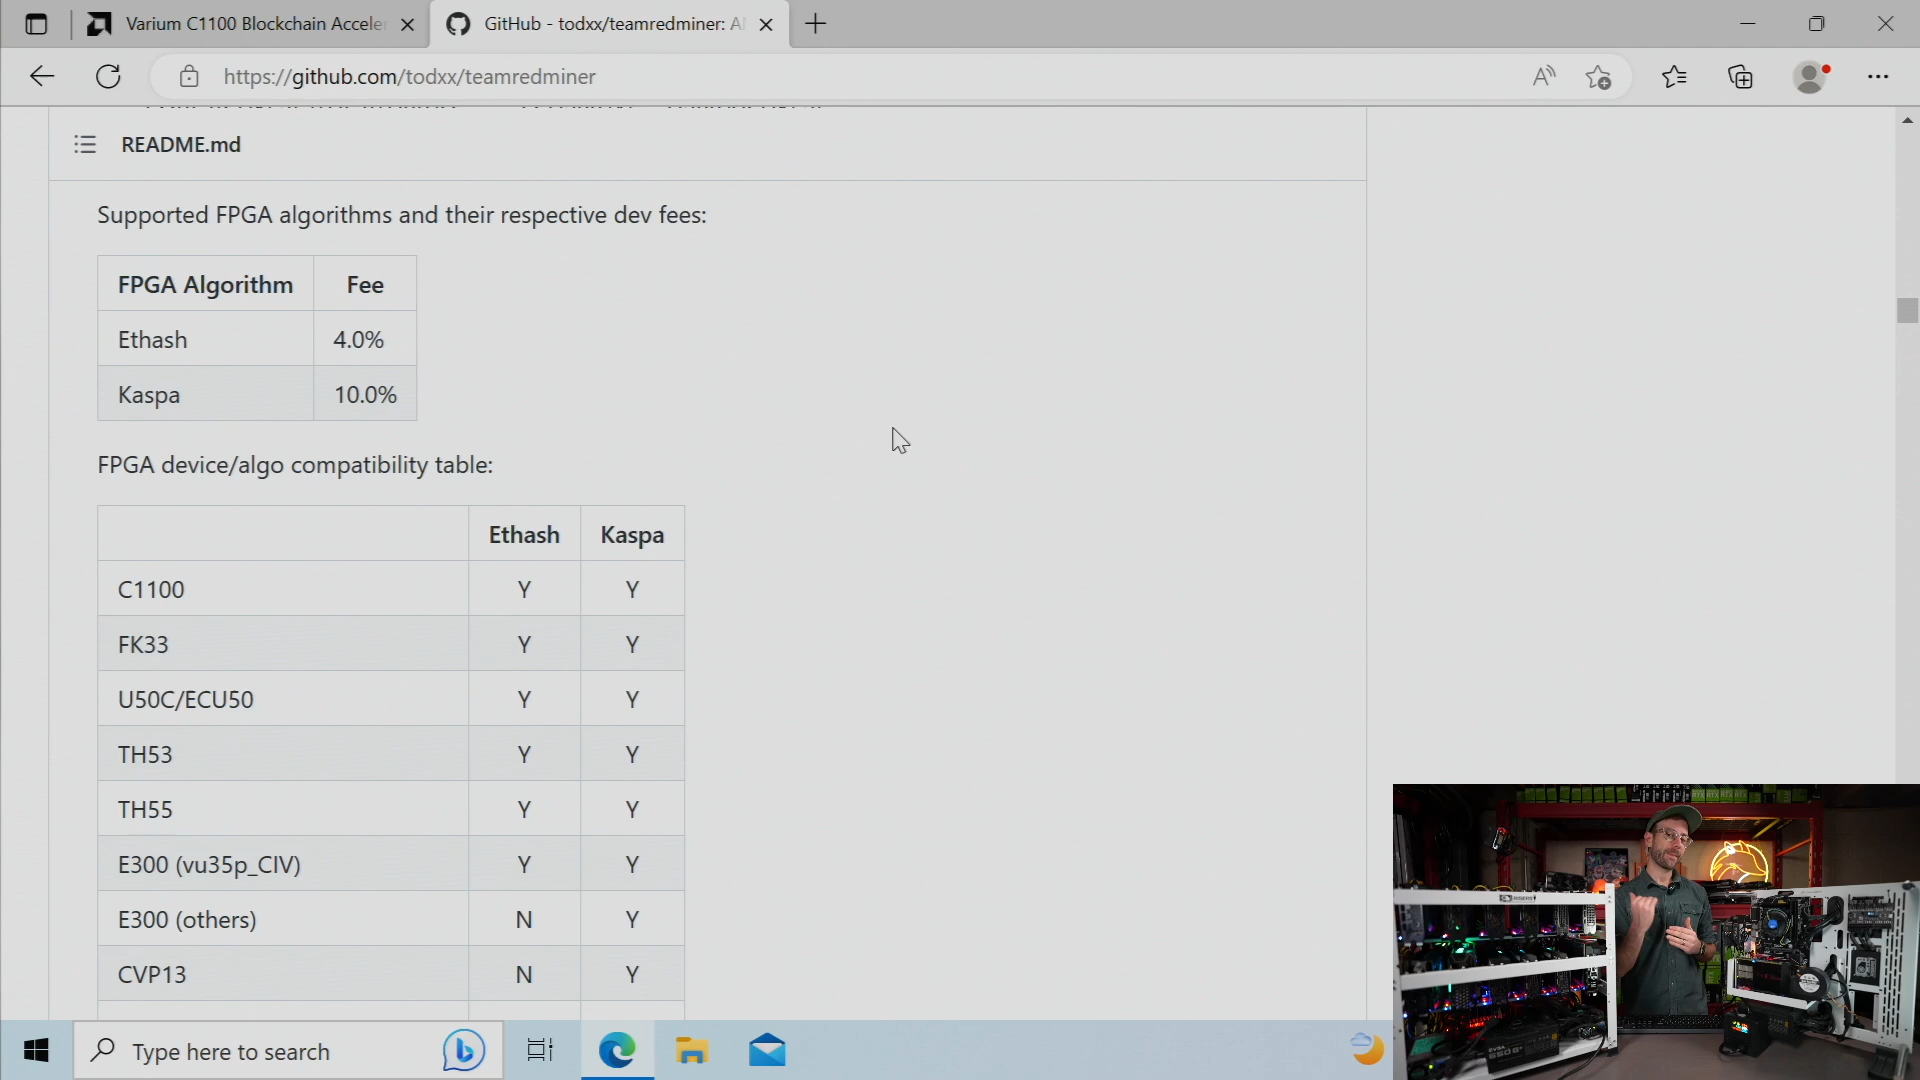 Varium C1100 Blockchain Acceler
GitHub - todxx/teamredminer: A
https://github.com/todxx/teamredminer
README.md
Supported FPGA algorithms and their respective dev fees:
FPGA Algorithm Fee
Ethash 4.0%
Kaspa 10.0%
FPGA device/algo compatibility table:
Ethash Kaspa
C1100 Y Y
FK33 Y Y
U50C/ECU50 Y Y
TH53 Y Y
TH55 Y Y
E300 (vu35p_CIV) Y Y
E300 (others) N Y
CVP13 N Y
Type here to search